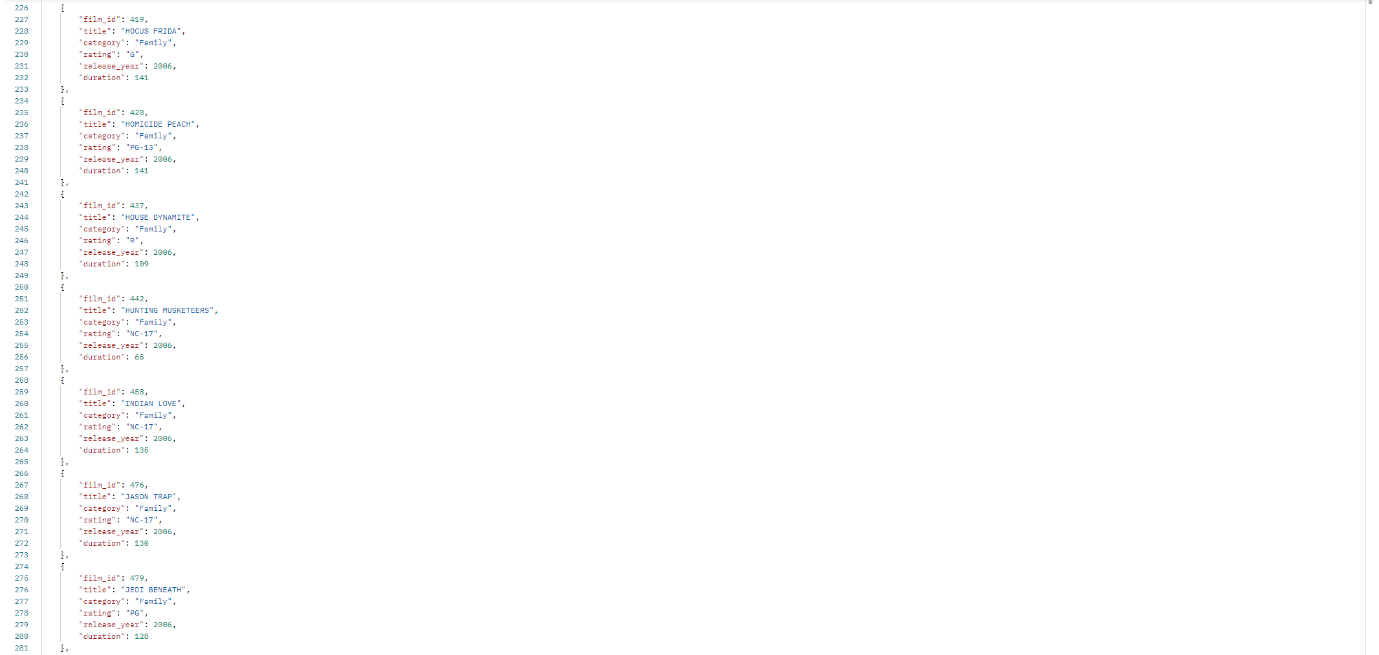 226 {
227 "film_id": 419,
228 "title": "HOCUS FRIDA",
229 "category": "Family",
230 "rating": "G",
231 "release_year": 2006,
232 "duration": 141
233 },
234 {
235 "film_id": 428,
236 "title": "HOMICIDE PEACH",
237 "category": "Family",
238 "rating": "PG-13",
239 "release_year": 2006,
240 "duration": 141
241 },
242 {
243 "film_id": 437,
244 "title": "HOUSE DYNAMITE",
245 "category": "Family",
246 "rating": "R",
247 "release_year": 2006,
248 "duration": 109
249 },
250 {
251 "film_id": 442,
252 "title": "HUNTING MUSKETEERS",
253 "category": "Family",
254 "rating": "NC-17",
255 "release_year": 2006,
256 "duration": 65
257 },
258 {
259 "film_id": 458,
260 "title": "INDIAN LOVE",
261 "category": "Family",
262 "rating": "NC-17",
263 "release_year": 2006,
264 "duration": 135
265 },
266 {
267 "film_id": 476,
268 "title": "JASON TRAP",
269 "category": "Family",
270 "rating": "NC-17",
271 "release_year": 2006,
272 "duration": 130
273 },
274 {
275 "film_id": 479,
276 "title": "JEDI BENEATH",
277 "category": "Family",
278 "rating": "PG",
279 "release_year": 2006,
280 "duration": 128
281 },